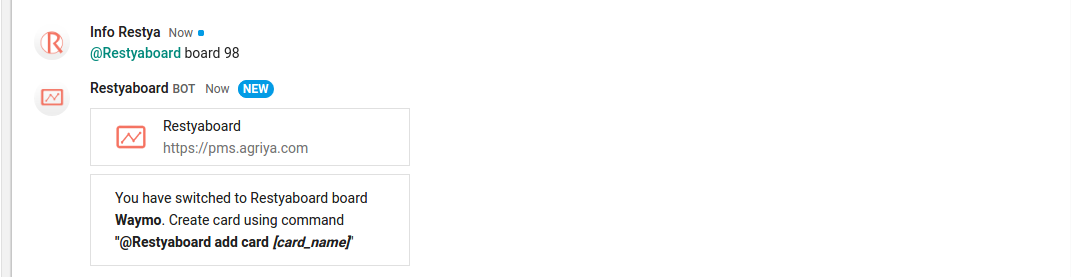 Info Restya Now
@Restyaboard board 98
Restyaboard BOT Now NEW
Restyaboard
https://pms.agriya.com
You have switched to Restyaboard board
Waymo. Create card using command
"@Restyaboard add card [card_name]"